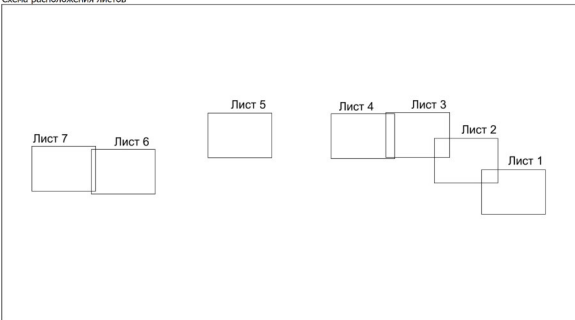 Схема расположения листов
Лист 5
Лист 4
Лист 3
Лист 2
Лист 7
Лист 6
Лист 1